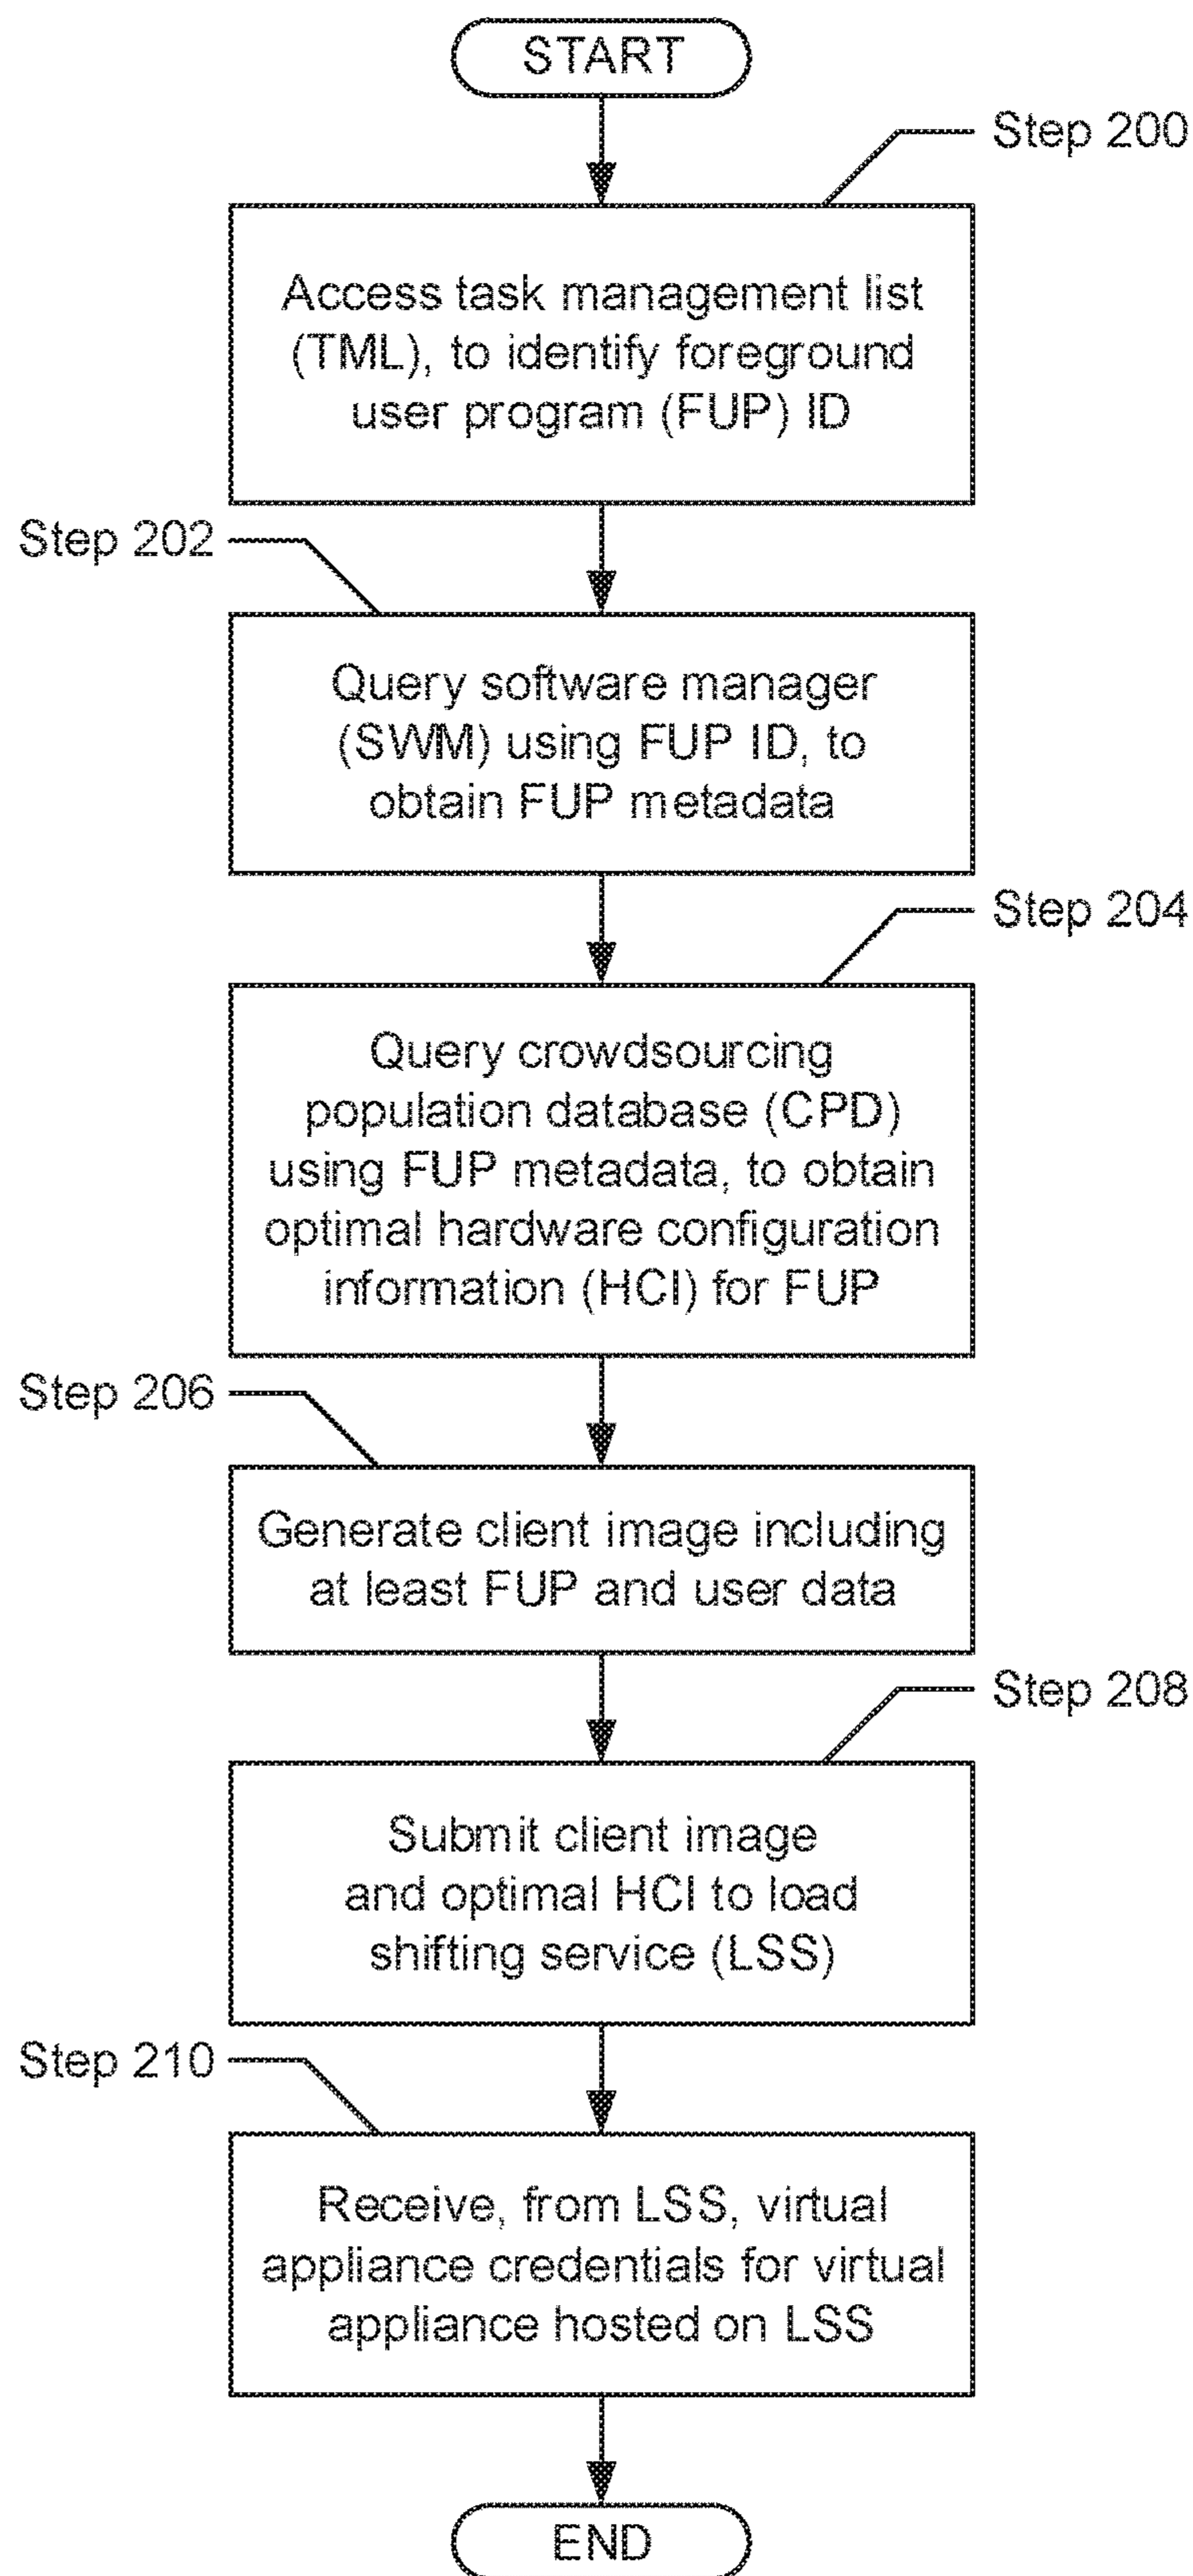 START
Step 200
Access task management list
(TML), to identify foreground
user program (FUP) ID
Step 202
Query software manager
(SWM) using FUP ID, to
obtain FUP metadata
Step 204
Query crowdsourcing
population database (CPD)
using FUP metadata, to obtain
optimal hardware configuration
information (HCI) for FUP
Step 206
Generate client image including
at least FUP and user data
Step 208
Submit client image
and optimal HCI to load
shifting service (LSS)
Step 210
Receive, from LSS, virtual
appliance credentials for virtual
appliance hosted on LSS
END